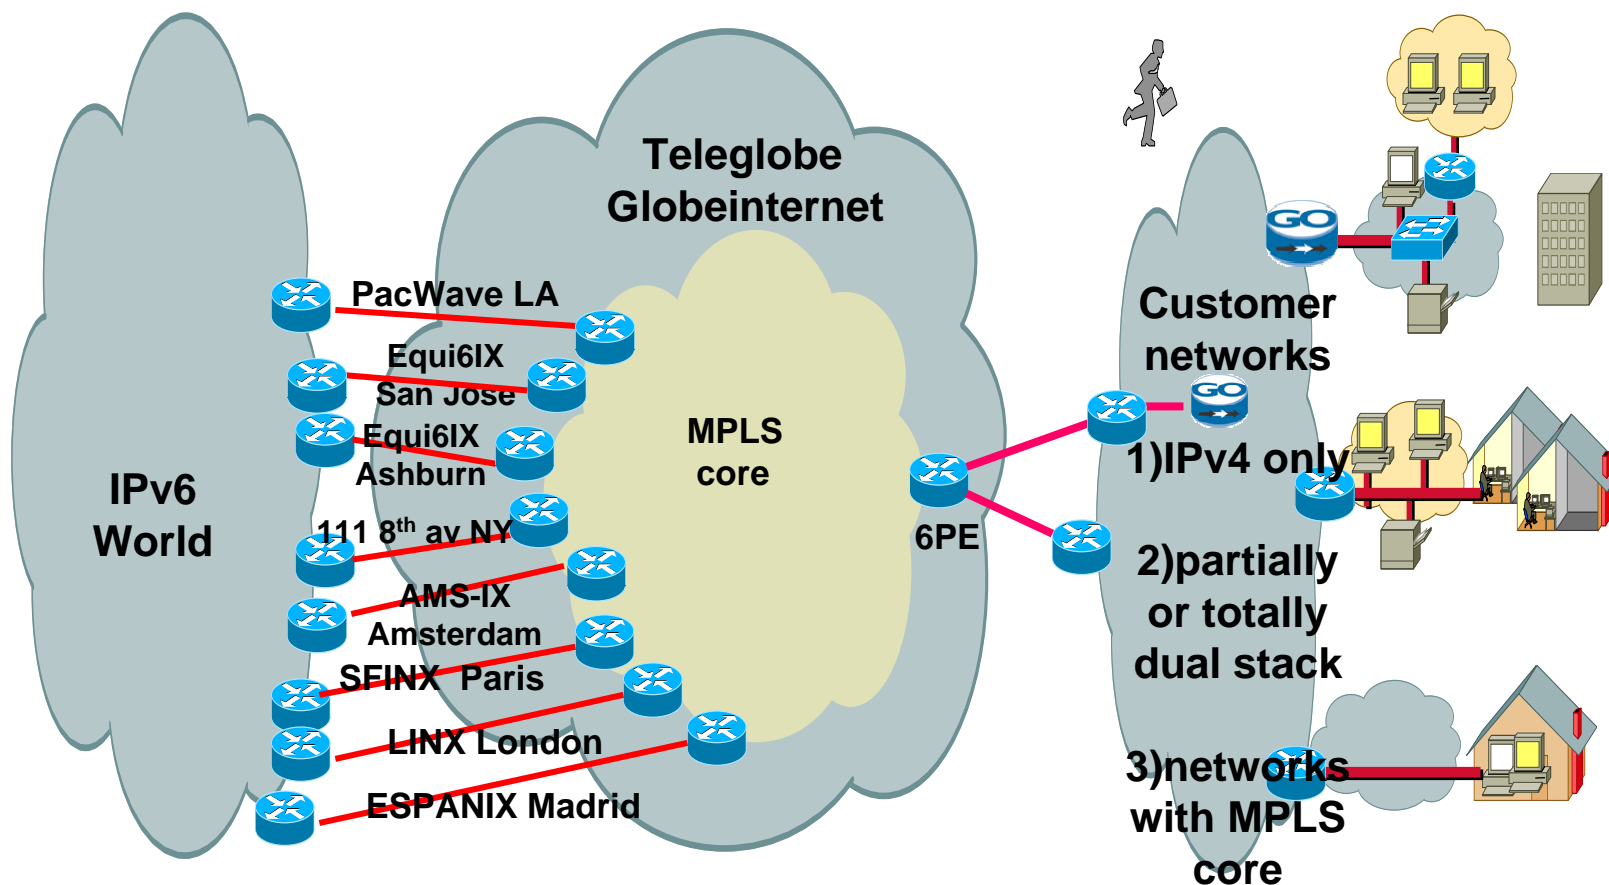 Teleglobe
Globeinternet
PacWave LA
Equi6IX
San Jose
Equi6IX
Ashburn
111 8th av NY
AMS-IX
Amsterdam
SFINX Paris
LINX London
ESPANIX Madrid
IPv6
World
MPLS
core
6PE
GO
Customer
networks
GO
1)IPv4 only
2)partially
or totally
dual stack
3)networks
with MPLS
core